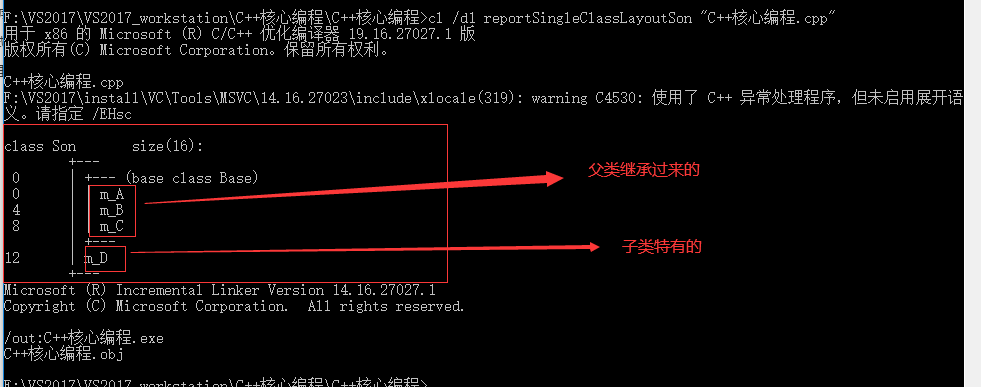 F:\VS2017\VS2017_workstation\C++核心编程\C++核心编程>cl /d1 reportSingleClassLayoutSon "C++核心编程.cpp"
用于 x86 的 Microsoft (R) C/C++ 优化编译器 19.16.27027.1 版
版权所有(C) Microsoft Corporation。保留所有权利。
C++核心编程.cpp
F:\VS2017\install\VC\Tools\MSVC\14.16.27023\include\xlocale(319): warning C4530: 使用了 C++ 异常处理程序，但未启用展开语
义。请指定 /EHsc
class Son size(16):
+---
0 | +--- (base class Base)
0 | | m_A
4 | | m_B
8 | | m_C
| +---
12 | m_D
+---
父类继承过来的
子类特有的
Microsoft (R) Incremental Linker Version 14.16.27027.1
Copyright (C) Microsoft Corporation.  All rights reserved.
/out:C++核心编程.exe
C++核心编程.obj
F:\VS2017\VS2017_workstation\C++核心编程\C++核心编程>